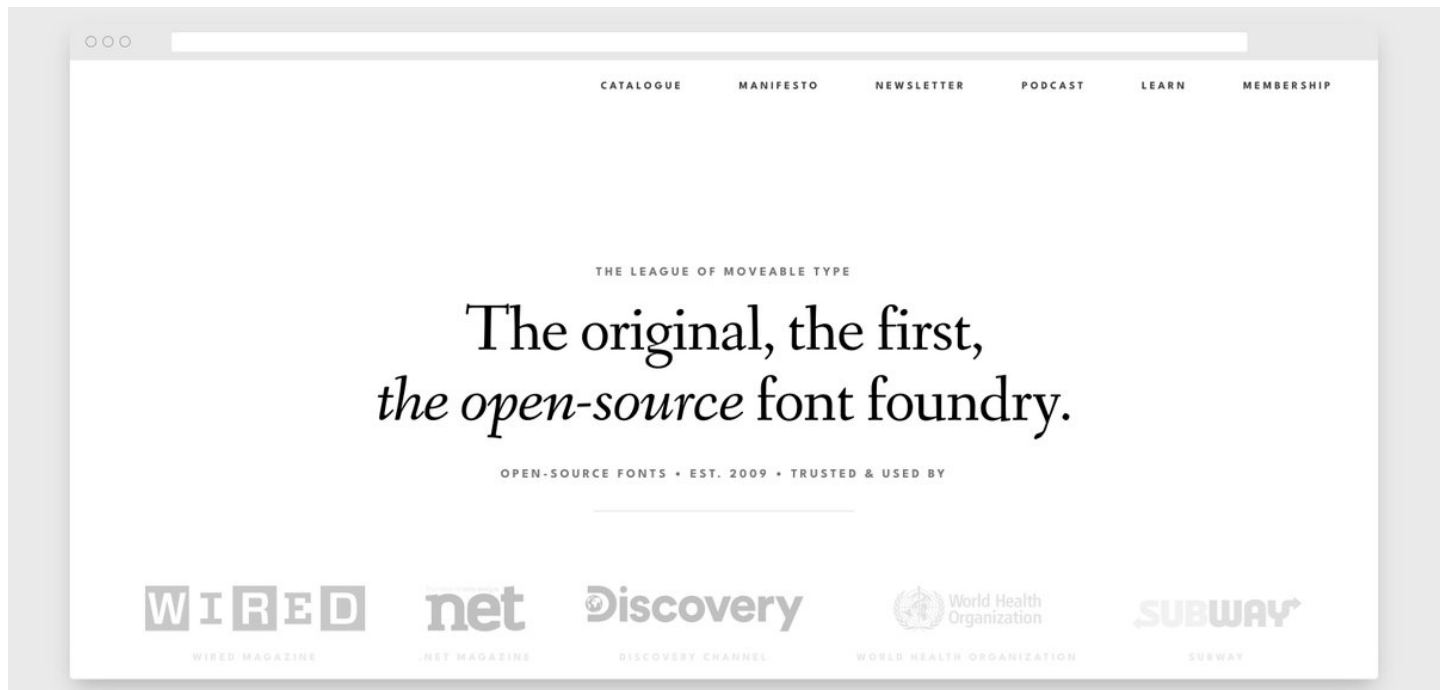 CATALOGUE MANIFESTO NEWSLETTER PODCAST LEARN MEMBERSHIP
THE LEAGUE OF MOVEABLE TYPE
The original, the first,
the open-source font foundry.
OPEN-SOURCE FONTS • EST. 2009 • TRUSTED & USED BY
WIRED net Discovery World Health Organization SUBWAY
WIRED MAGAZINE .NET MAGAZINE DISCOVERY CHANNEL WORLD HEALTH ORGANIZATION SUBWAY